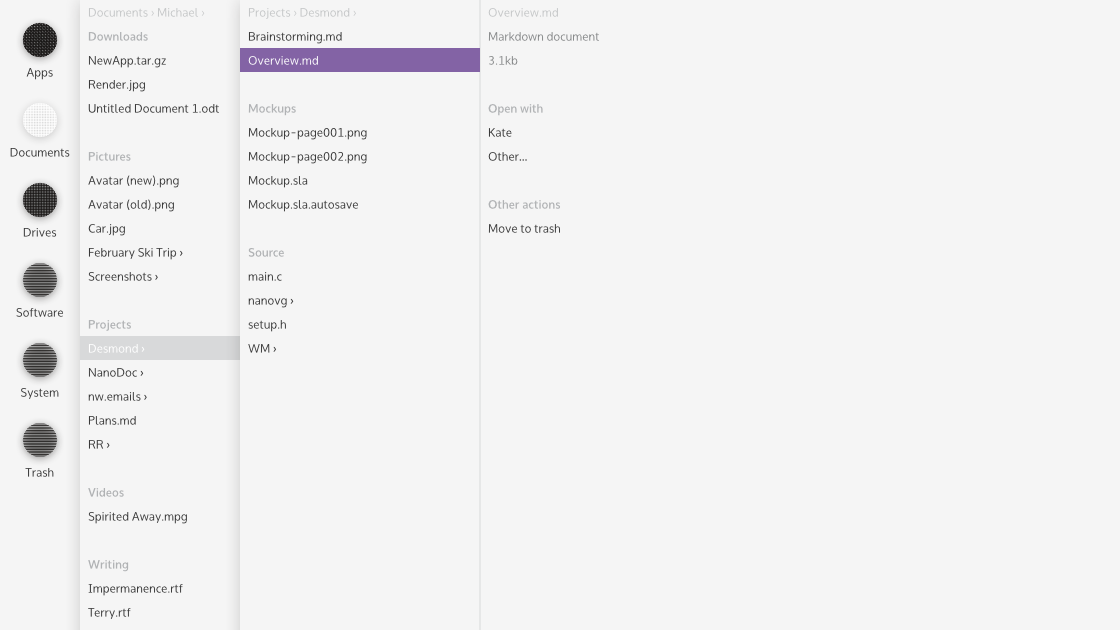 Apps
Documents
Drives
Software
System
Trash
Documents › Michael ›
Downloads
NewApp.tar.gz
Render.jpg
Untitled Document 1.odt
Pictures
Avatar (new).png
Avatar (old).png
Car.jpg
February Ski Trip ›
Screenshots ›
Projects
Desmond ›
NanoDoc ›
nw.emails ›
Plans.md
RR ›
Videos
Spirited Away.mpg
Writing
Impermanence.rtf
Terry.rtf
Projects › Desmond ›
Brainstorming.md
Overview.md
Mockups
Mockup-page001.png
Mockup-page002.png
Mockup.sla
Mockup.sla.autosave
Source
main.c
nanovg ›
setup.h
WM ›
Overview.md
Markdown document
3.1kb
Open with
Kate
Other...
Other actions
Move to trash